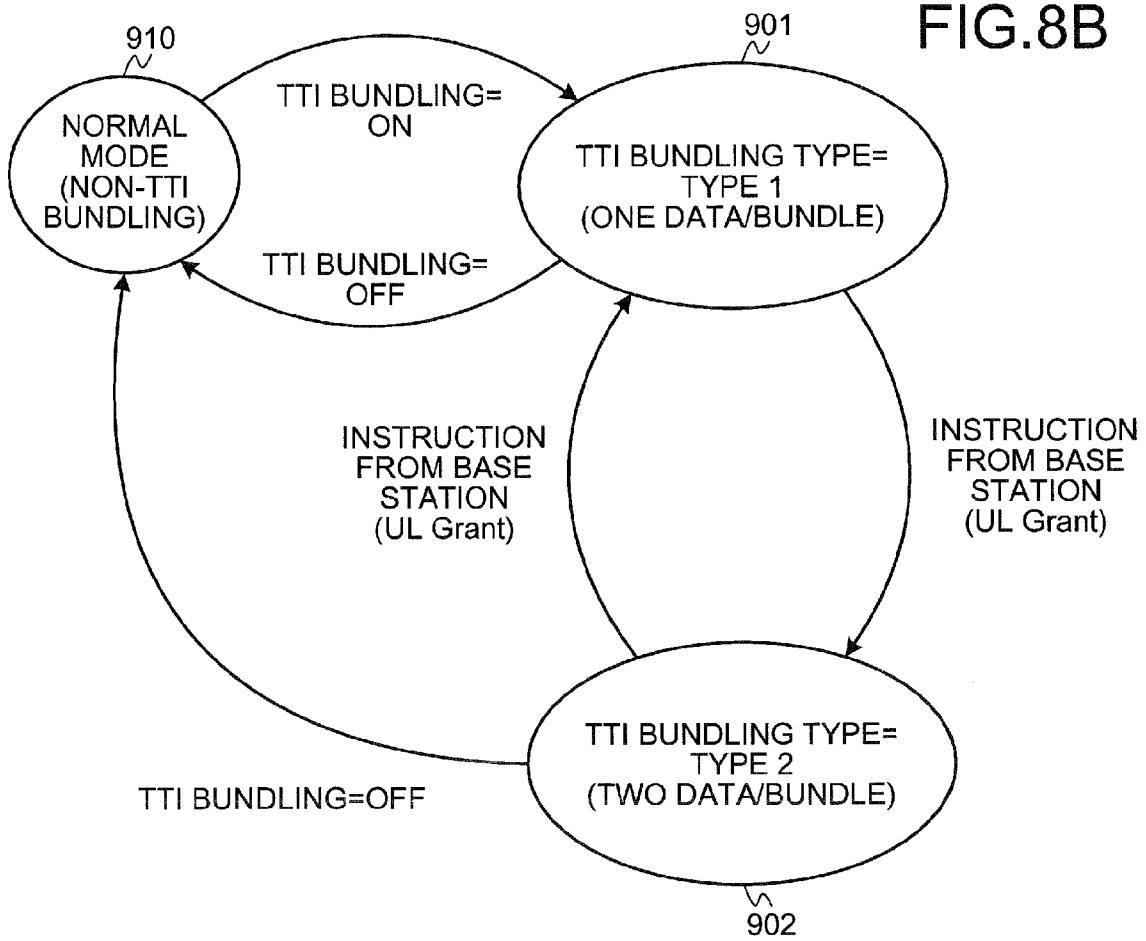 FIG.8B
910
901
NORMAL
MODE
(NON-TTI
BUNDLING)
TTI BUNDLING=
ON
TTI BUNDLING TYPE=
TYPE 1
(ONE DATA/BUNDLE)
TTI BUNDLING=
OFF
INSTRUCTION
FROM BASE
STATION
(UL Grant)
INSTRUCTION
FROM BASE
STATION
(UL Grant)
TTI BUNDLING TYPE=
TYPE 2
(TWO DATA/BUNDLE)
TTI BUNDLING=OFF
902